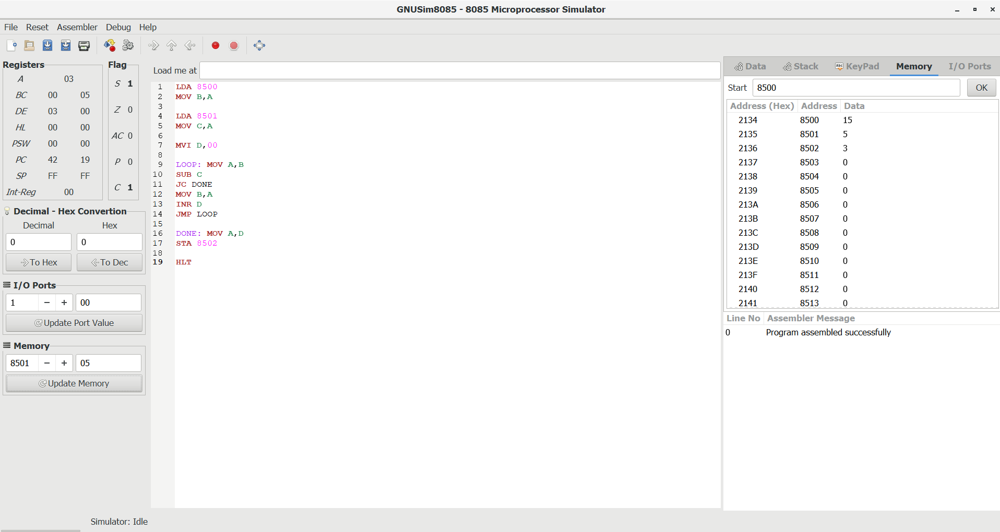 GNUSim8085 - 8085 Microprocessor Simulator
File Reset Assembler Debug Help
Registers
A 03
BC 00 05
DE 03 00
HL 00 00
PSW 00 00
PC 42 19
SP FF FF
Int-Reg 00
Flag
S 1
Z 0
AC 0
P 0
C 1
Decimal - Hex Convertion
Decimal Hex
0 0
To Hex To Dec
I/O Ports
1 − + 00
Update Port Value
Memory
8501 − + 05
Update Memory
Load me at
1 LDA 8500
2 MOV B,A
3
4 LDA 8501
5 MOV C,A
6
7 MVI D,00
8
9 LOOP: MOV A,B
10 SUB C
11 JC DONE
12 MOV B,A
13 INR D
14 JMP LOOP
15
16 DONE: MOV A,D
17 STA 8502
18
19 HLT
Data Stack Abc KeyPad Memory I/O Ports
Start 8500 OK
Address (Hex) Address Data
2134 8500 15
2135 8501 5
2136 8502 3
2137 8503 0
2138 8504 0
2139 8505 0
213A 8506 0
213B 8507 0
213C 8508 0
213D 8509 0
213E 8510 0
213F 8511 0
2140 8512 0
2141 8513 0
Line No Assembler Message
0 Program assembled successfully
Simulator: Idle